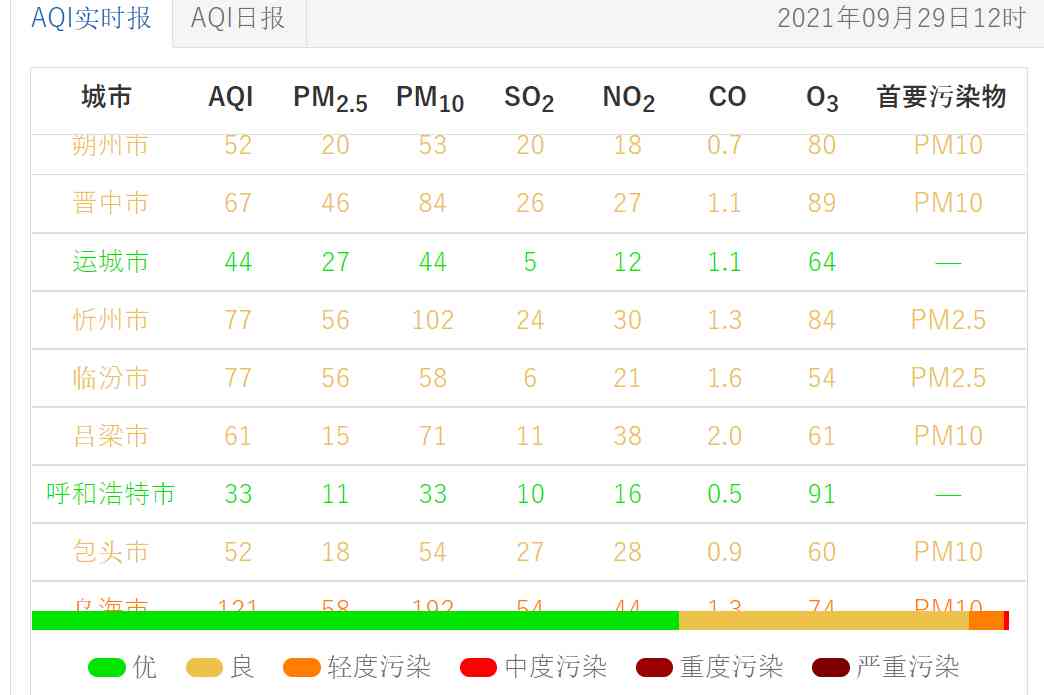 AQI实时报 AQI日报 2021年09月29日12时
城市 AQI PM2.5 PM10 SO2 NO2 CO O3 首要污染物
朔州市 52 20 53 20 18 0.7 80 PM10
晋中市 67 46 84 26 27 1.1 89 PM10
运城市 44 27 44 5 12 1.1 64 —
忻州市 77 56 102 24 30 1.3 84 PM2.5
临汾市 77 56 58 6 21 1.6 54 PM2.5
吕梁市 61 15 71 11 38 2.0 61 PM10
呼和浩特市 33 11 33 10 16 0.5 91 —
包头市 52 18 54 27 28 0.9 60 PM10
乌海市 121 58 192 54 44 1.3 74 PM10
优 良 轻度污染 中度污染 重度污染 严重污染